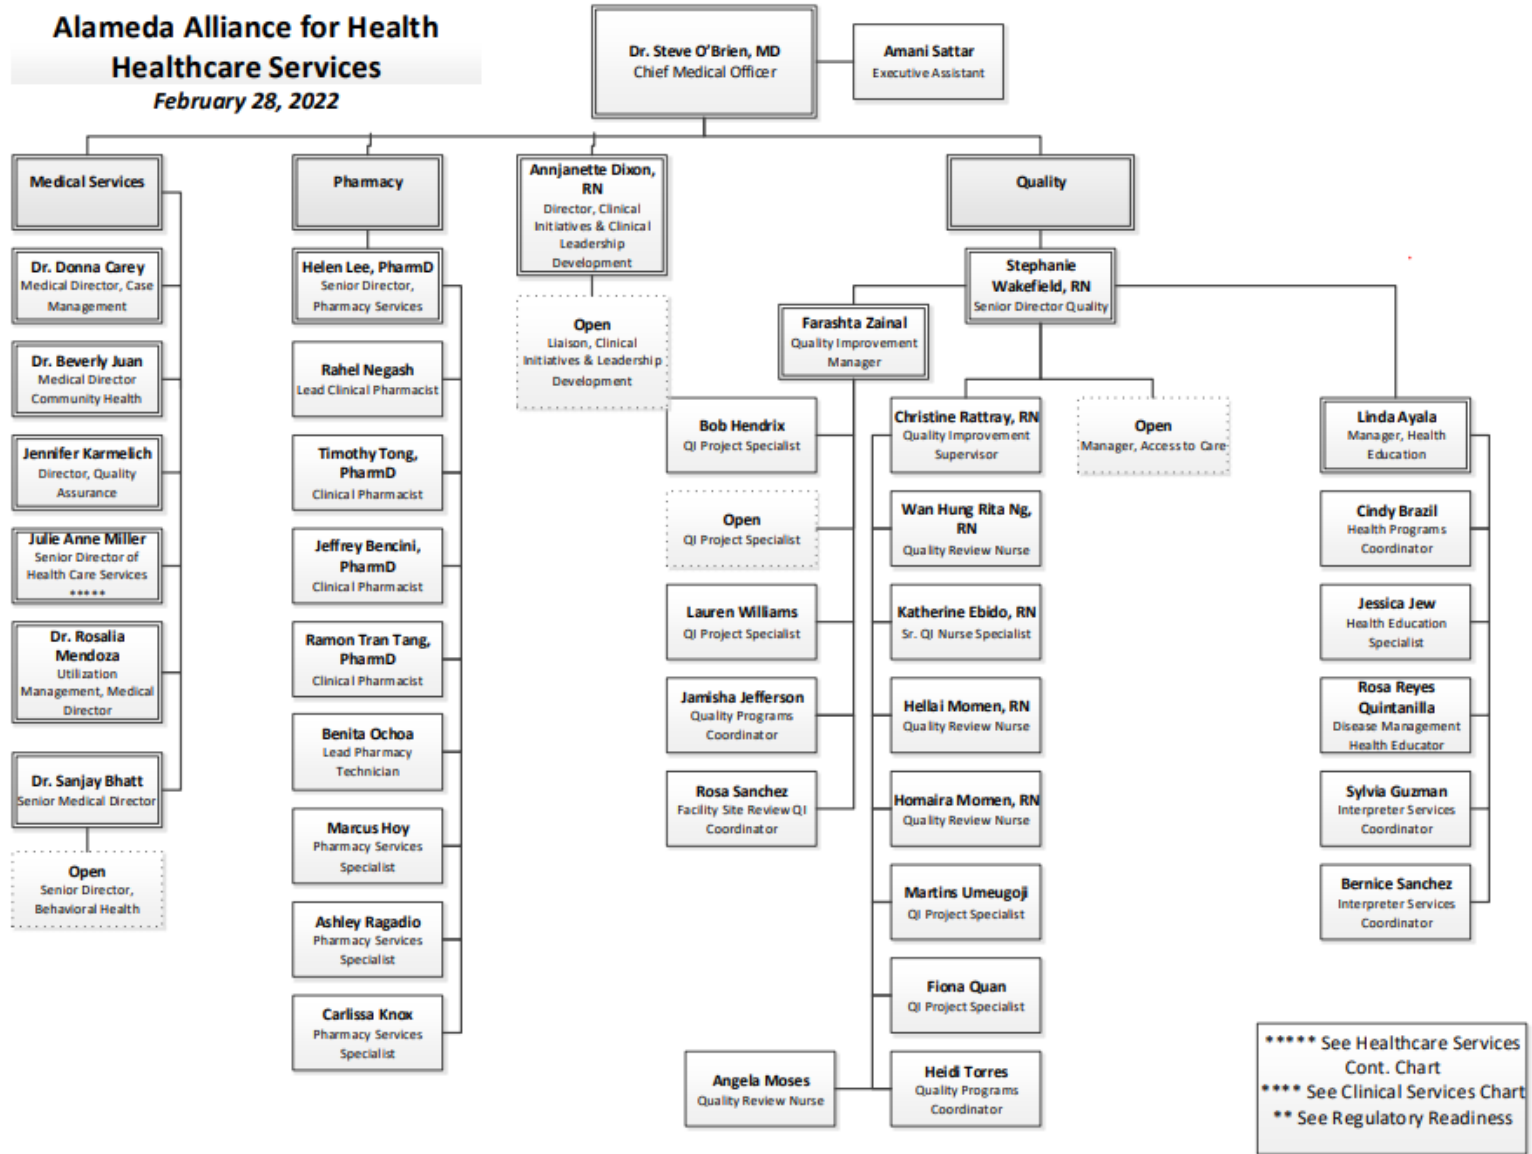 Alameda Alliance for Health
Healthcare Services
February 28, 2022
Dr. Steve O'Brien, MD
Chief Medical Officer
Amani Sattar
Executive Assistant
Medical Services
Dr. Donna Carey
Medical Director, Case
Management
Dr. Beverly Juan
Medical Director
Community Health
Jennifer Karmelich
Director, Quality
Assurance
Julie Anne Miller
Senior Director of
Health Care Services
*****
Dr. Rosalia
Mendoza
Utilization
Management, Medical
Director
Dr. Sanjay Bhatt
Senior Medical Director
Open
Senior Director,
Behavioral Health
Pharmacy
Helen Lee, PharmD
Senior Director,
Pharmacy Services
Rahel Negash
Lead Clinical Pharmacist
Timothy Tong,
PharmD
Clinical Pharmacist
Jeffrey Bencini,
PharmD
Clinical Pharmacist
Ramon Tran Tang,
PharmD
Clinical Pharmacist
Benita Ochoa
Lead Pharmacy
Technician
Marcus Hoy
Pharmacy Services
Specialist
Ashley Ragadio
Pharmacy Services
Specialist
Carlissa Knox
Pharmacy Services
Specialist
Annjanette Dixon,
RN
Director, Clinical
Initiatives & Clinical
Leadership
Development
Open
Liaison, Clinical
Initiatives & Leadership
Development
Quality
Stephanie
Wakefield, RN
Senior Director Quality
Farashta Zainal
Quality Improvement
Manager
Bob Hendrix
QI Project Specialist
Open
QI Project Specialist
Lauren Williams
QI Project Specialist
Jamisha Jefferson
Quality Programs
Coordinator
Rosa Sanchez
Facility Site Review QI
Coordinator
Christine Rattray, RN
Quality Improvement
Supervisor
Wan Hung Rita Ng,
RN
Quality Review Nurse
Katherine Ebido, RN
Sr. QI Nurse Specialist
Hellai Momen, RN
Quality Review Nurse
Homaira Momen, RN
Quality Review Nurse
Martins Umeugoji
QI Project Specialist
Fiona Quan
QI Project Specialist
Angela Moses
Quality Review Nurse
Heidi Torres
Quality Programs
Coordinator
Open
Manager, Access to Care
Linda Ayala
Manager, Health
Education
Cindy Brazil
Health Programs
Coordinator
Jessica Jew
Health Education
Specialist
Rosa Reyes
Quintanilla
Disease Management
Health Educator
Sylvia Guzman
Interpreter Services
Coordinator
Bernice Sanchez
Interpreter Services
Coordinator
***** See Healthcare Services
Cont. Chart
**** See Clinical Services Chart
** See Regulatory Readiness